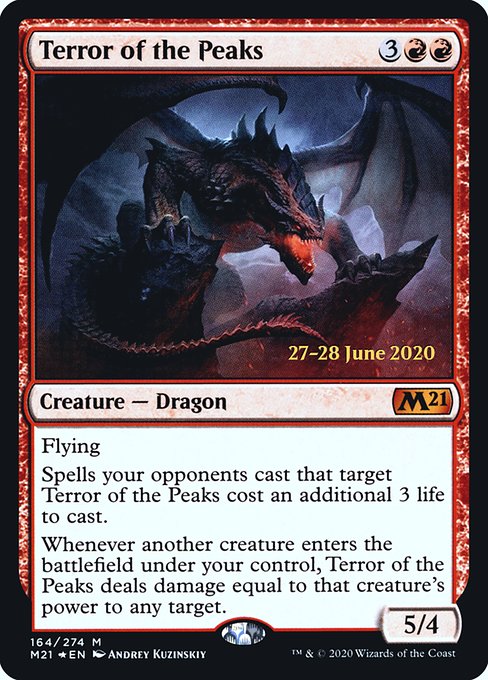 Terror of the Peaks 3
27–28 June 2020
Creature — Dragon M21
Flying
Spells your opponents cast that target
Terror of the Peaks cost an additional 3 life
to cast.
Whenever another creature enters the
battlefield under your control, Terror of the
Peaks deals damage equal to that creature's
power to any target.
5/4
164/274 M
M21 ★ EN Andrey Kuzinskiy
™ & © 2020 Wizards of the Coast